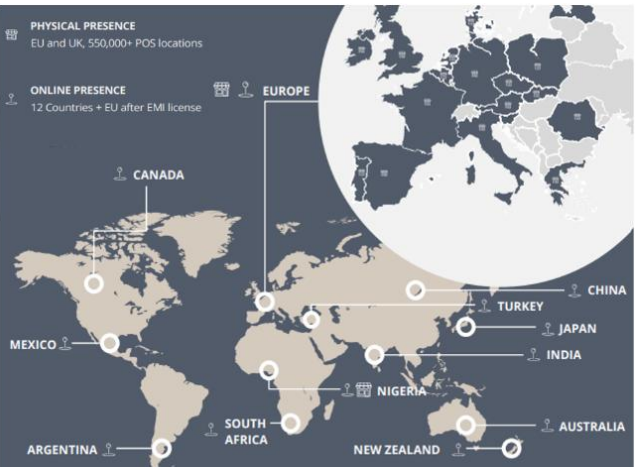 PHYSICAL PRESENCE
EU and UK, 550,000+ POS locations
ONLINE PRESENCE
12 Countries + EU after EMI license
EUROPE
CANADA
CHINA
TURKEY
JAPAN
MEXICO
INDIA
NIGERIA
SOUTH
AFRICA
AUSTRALIA
ARGENTINA
NEW ZEALAND